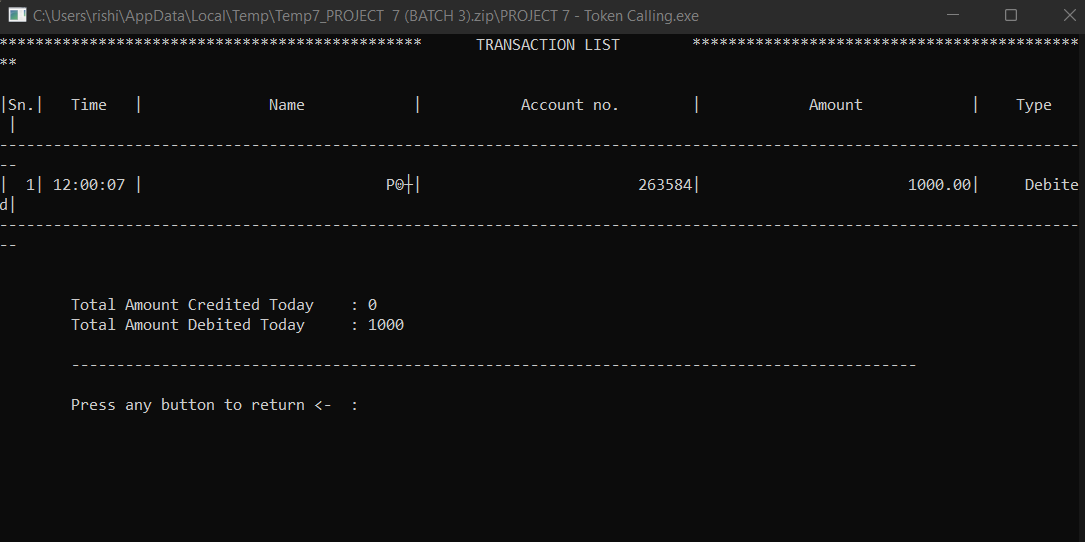 C:\Users\rishi\AppData\Local\Temp\Temp7_PROJECT  7 (BATCH 3).zip\PROJECT 7 - Token Calling.exe
*********************************************** TRANSACTION LIST *******************************************
**
|Sn.| Time | Name | Account no. | Amount | Type
|
------------------------------------------------------------------------------------------------------------------------
--
| 1| 12:00:07 | | 263584| 1000.00| Debite
d|
------------------------------------------------------------------------------------------------------------------------
--
Total Amount Credited Today : 0
Total Amount Debited Today : 1000
----------------------------------------------------------------------------------------------
Press any button to return <- :